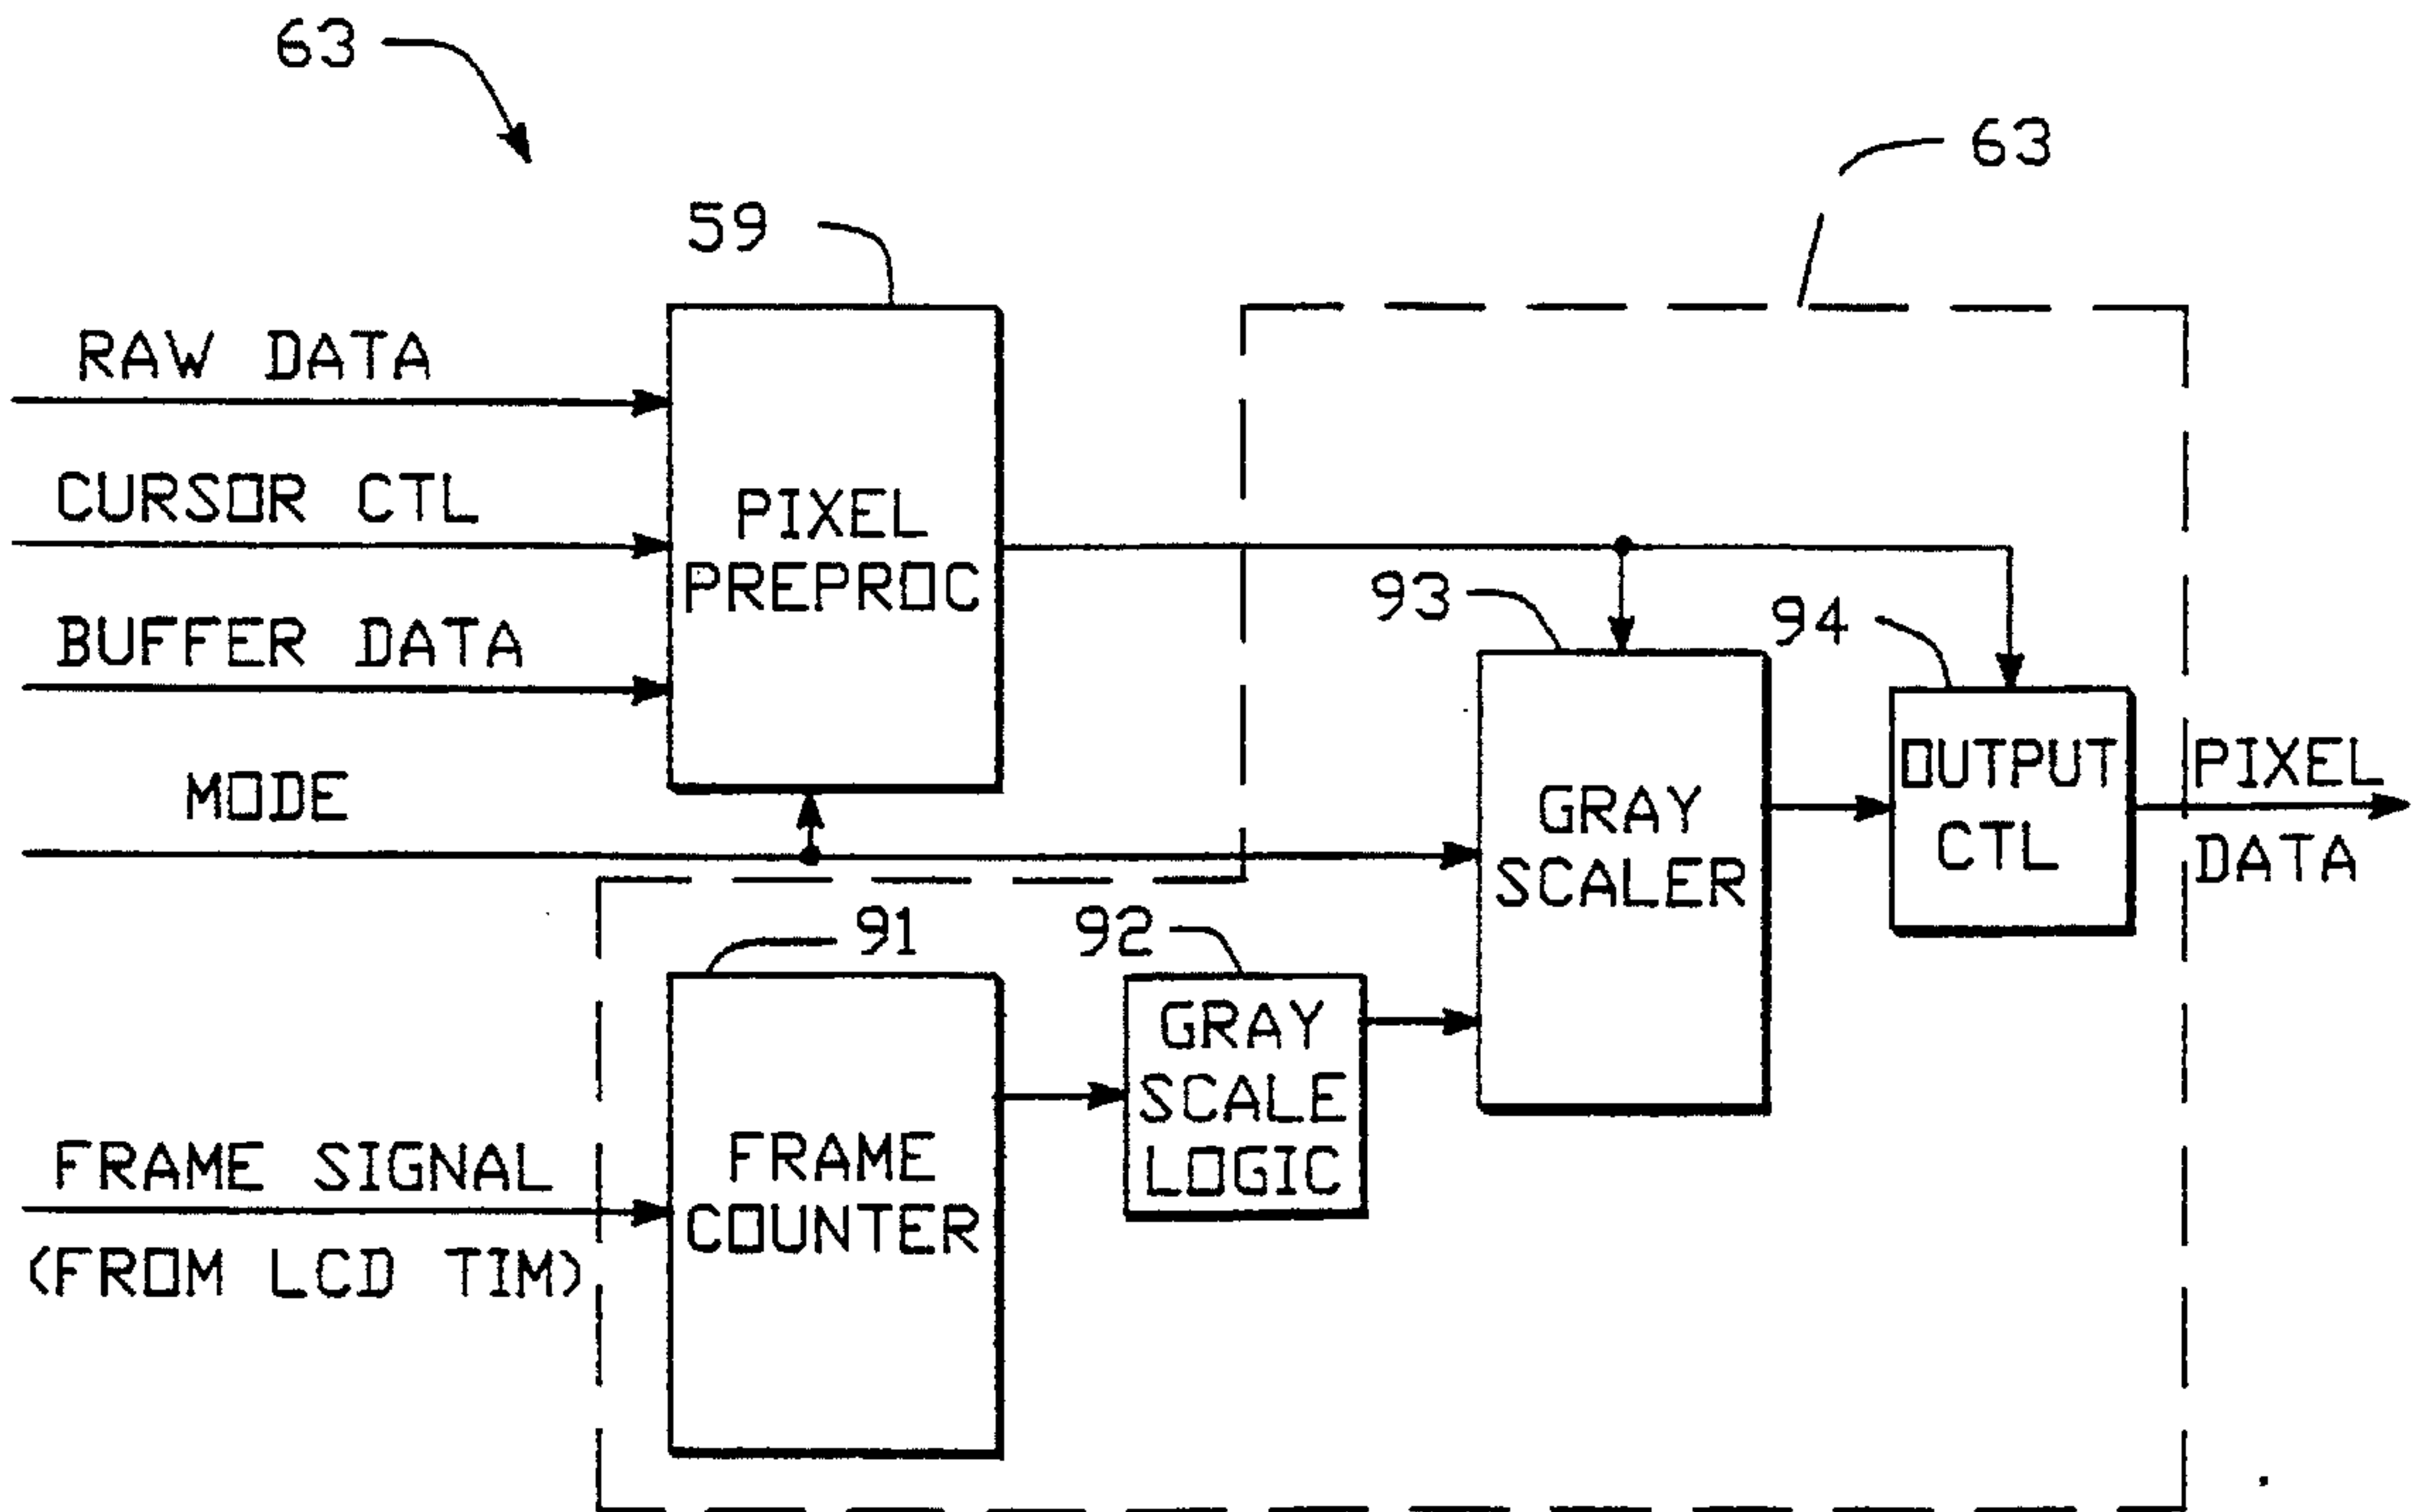 63
63
59
RAW DATA
CURSOR CTL
BUFFER DATA
MODE
PIXEL
PREPROC
93
94
GRAY
SCALER
OUTPUT
CTL
PIXEL
DATA
91
92
FRAME SIGNAL
(FROM LCD TIM)
FRAME
COUNTER
GRAY
SCALE
LOGIC